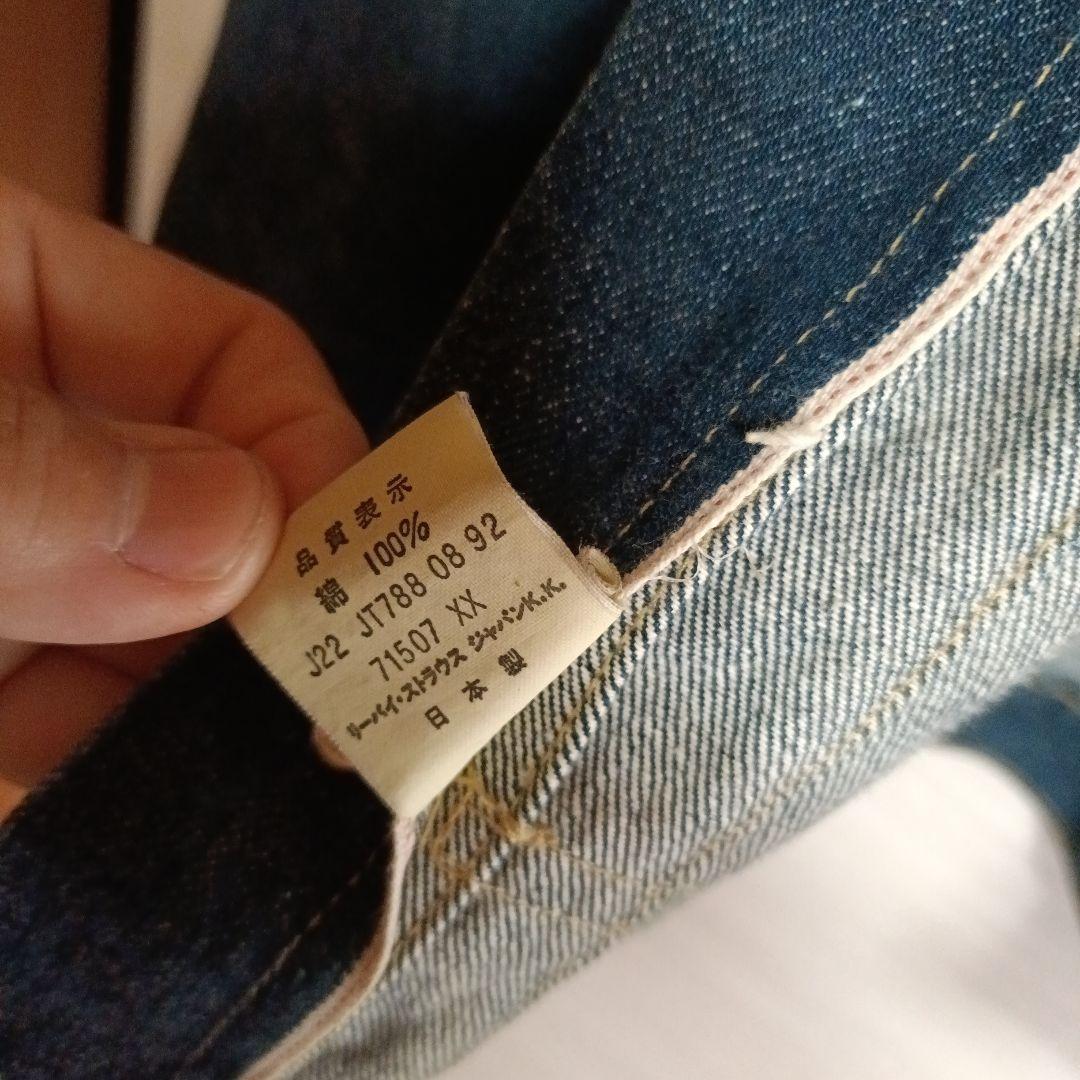 品質表示
綿 100%
J22 JT788 08 92
71507 XX
リーバイ・ストラウス ジャパンK.K.
日本製